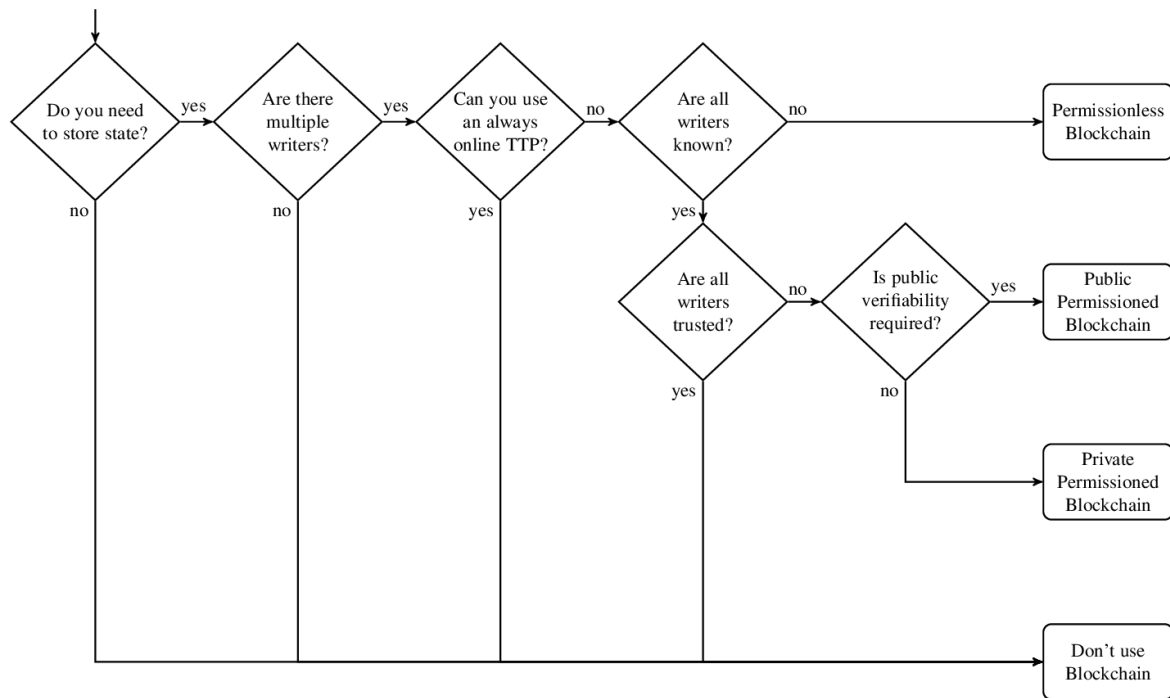 Do you need
to store state?
yes
no
Are there
multiple
writers?
yes
no
Can you use
an always
online TTP?
no
yes
Are all
writers
known?
no
yes
Permissionless
Blockchain
Are all
writers
trusted?
no
yes
Is public
verifiability
required?
yes
no
Public
Permissioned
Blockchain
Private
Permissioned
Blockchain
Don’t use
Blockchain